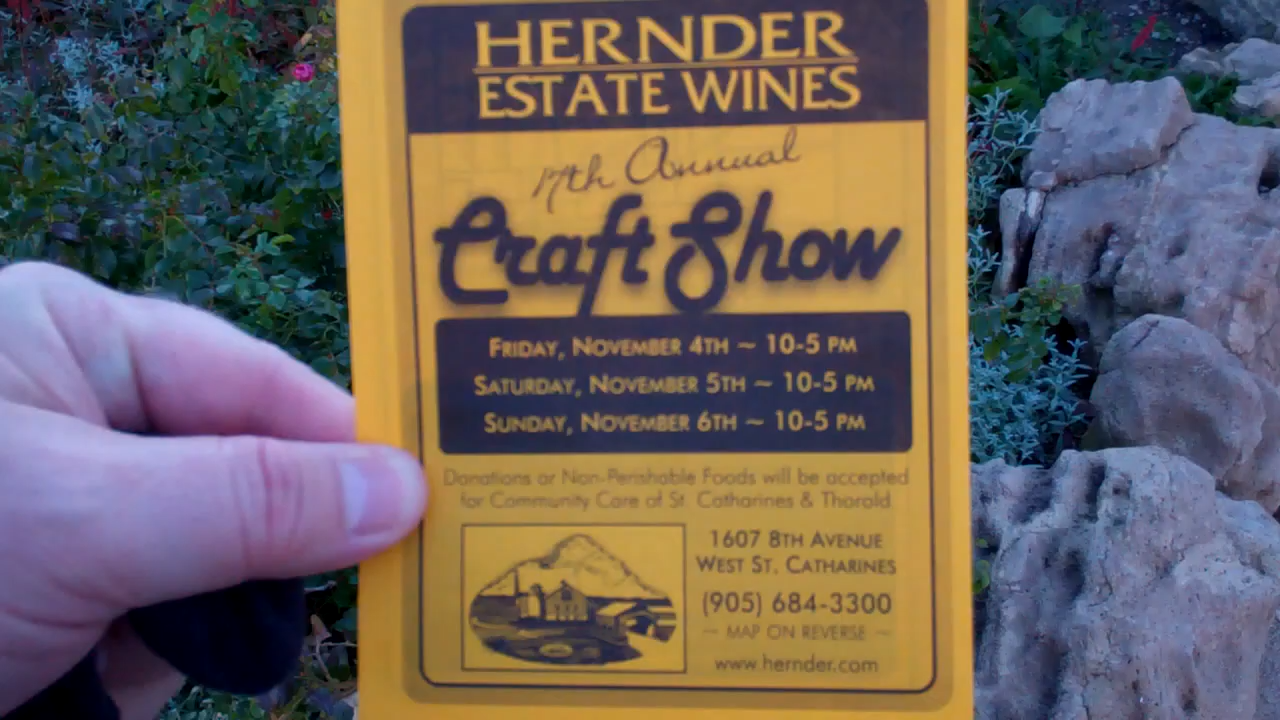 HERNDER
ESTATE WINES
17th Annual
Craft Show
FRIDAY, NOVEMBER 4TH ~ 10-5 PM
SATURDAY, NOVEMBER 5TH ~ 10-5 PM
SUNDAY, NOVEMBER 6TH ~ 10-5 PM
Donations or Non-Perishable Foods will be accepted
for Community Care of St. Catharines & Thorold
1607 8TH AVENUE
WEST ST. CATHARINES
(905) 684-3300
~ MAP ON REVERSE ~
www.hernder.com